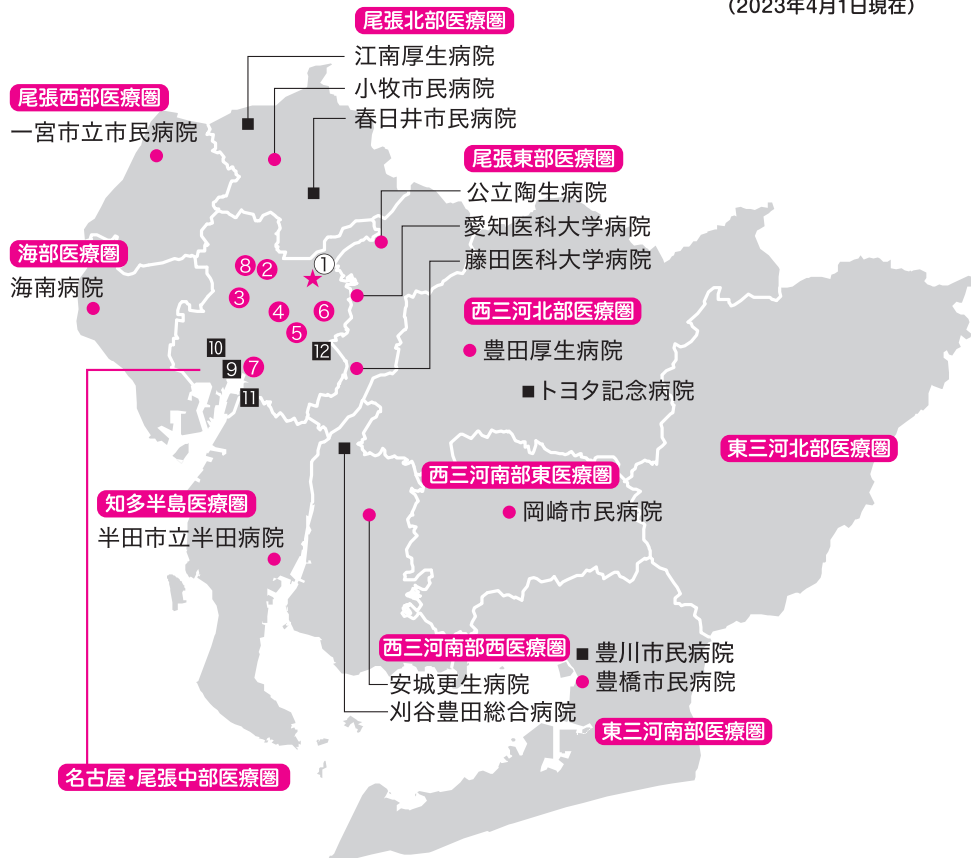 （2023年4月1日現在）
尾張北部医療圏
江南厚生病院
小牧市民病院
春日井市民病院
尾張西部医療圏
一宮市立市民病院
尾張東部医療圏
公立陶生病院
愛知医科大学病院
藤田医科大学病院
海部医療圏
海南病院
①
⑧ ②
③
④ ⑥
⑤
⑩
⑫
⑨ ⑦
⑪
西三河北部医療圏
豊田厚生病院
トヨタ記念病院
東三河北部医療圏
西三河南部東医療圏
岡崎市民病院
知多半島医療圏
半田市立半田病院
西三河南部西医療圏
安城更生病院
刈谷豊田総合病院
豊川市民病院
豊橋市民病院
東三河南部医療圏
名古屋・尾張中部医療圏